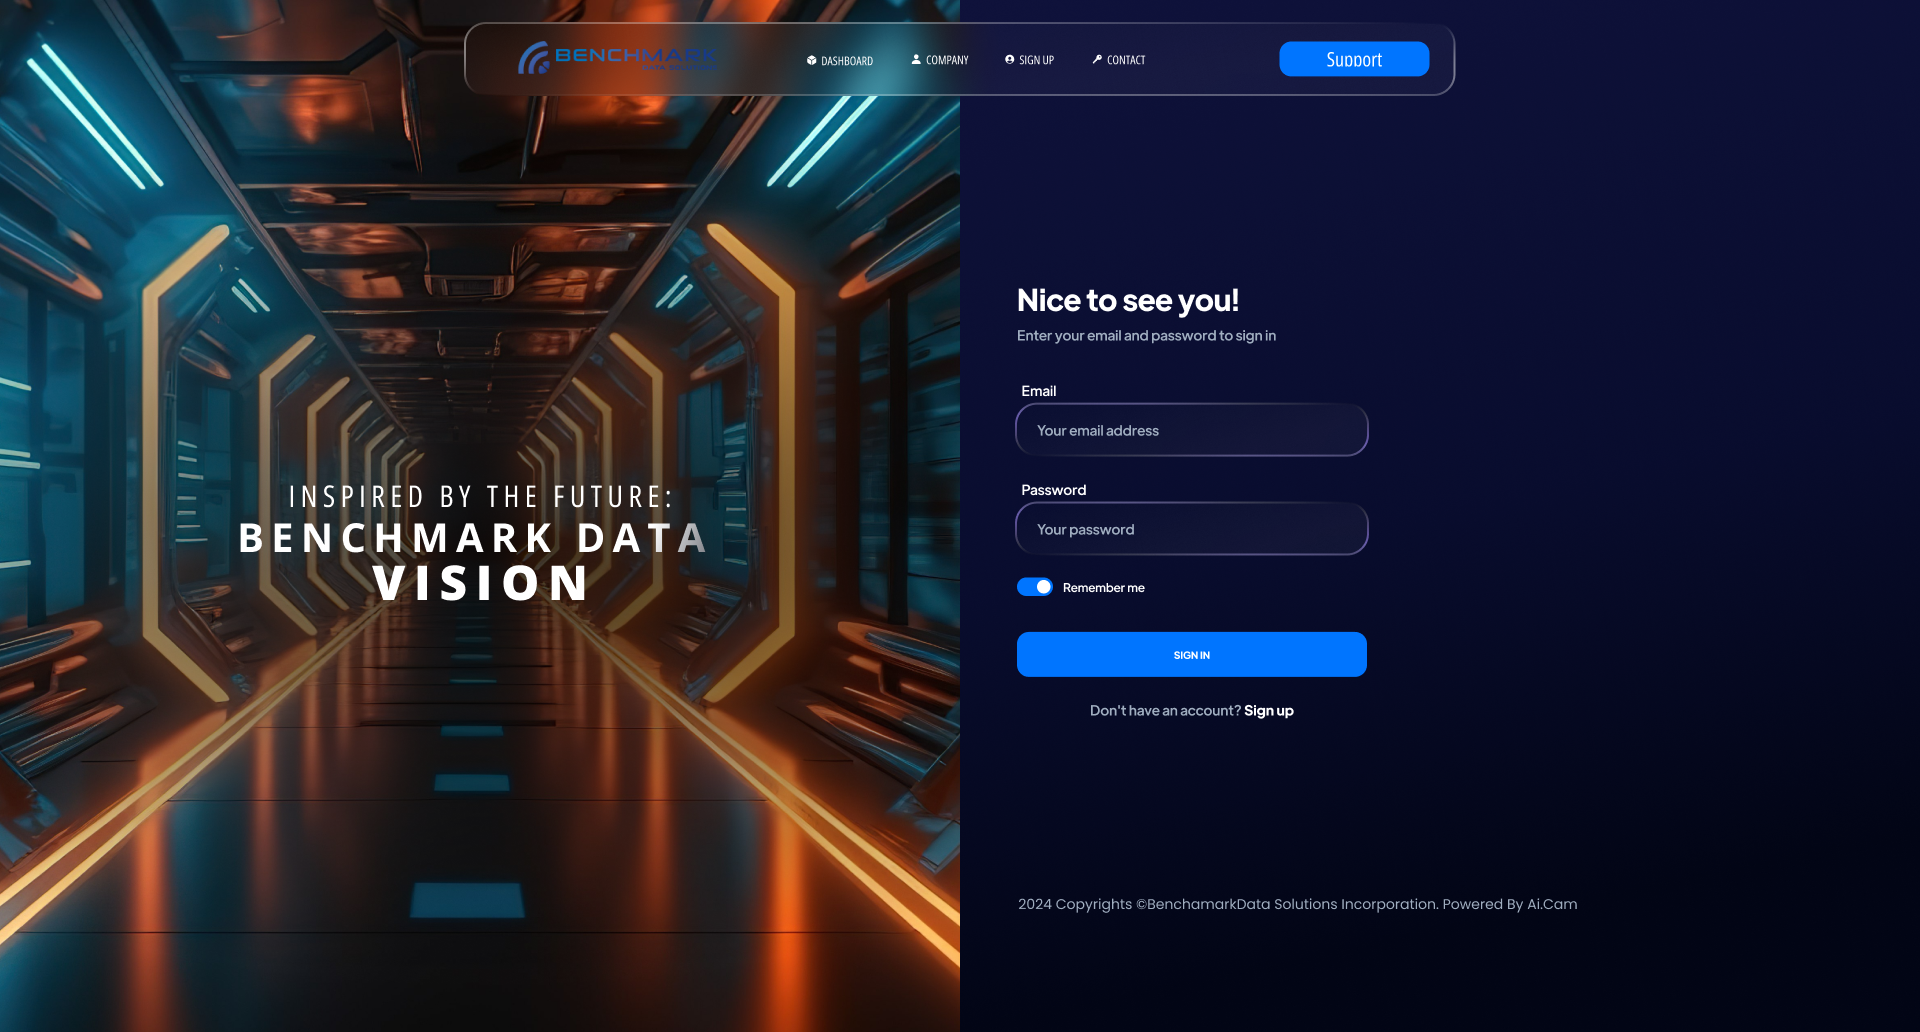 BENCHMARK
DATA SOLUTIONS
DASHBOARD
COMPANY
SIGN UP
CONTACT
Support
INSPIRED BY THE FUTURE:
BENCHMARK DATA
VISION
Nice to see you!
Enter your email and password to sign in
Email
Your email address
Password
Your password
Remember me
SIGN IN
Don't have an account? Sign up
2024 Copyrights ©BenchamarkData Solutions Incorporation. Powered By Ai.Cam